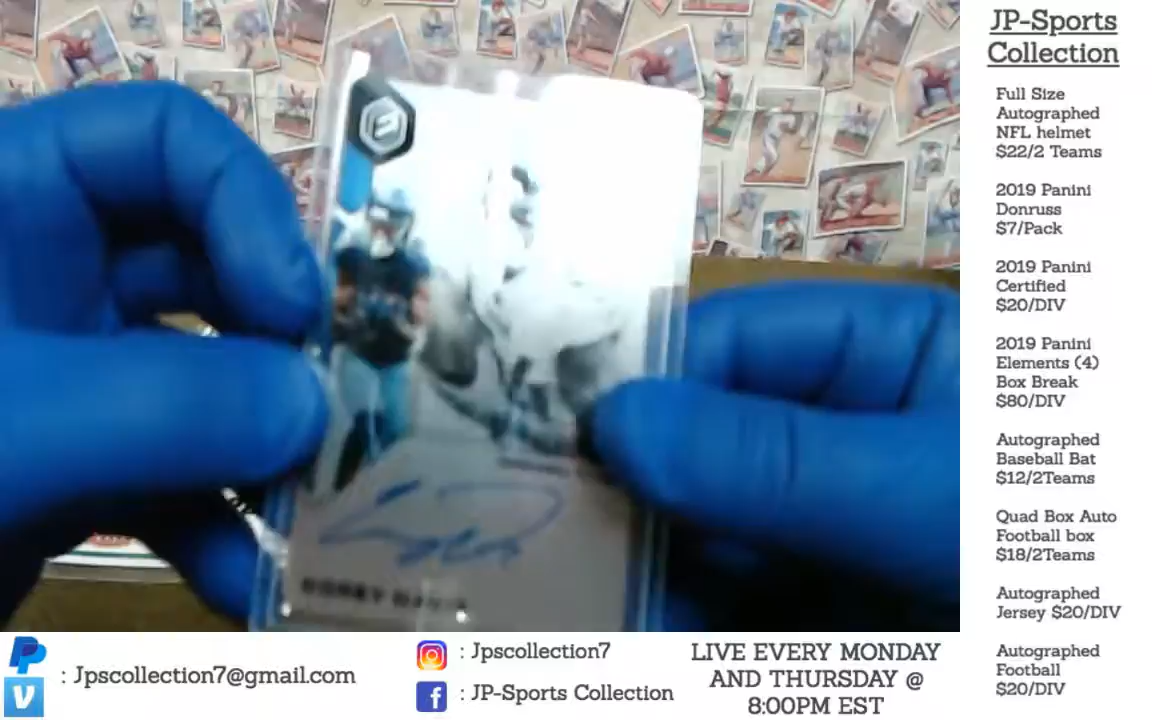 JP-Sports
Collection
Full Size
Autographed
NFL helmet
$22/2 Teams
2019 Panini
Donruss
$7/Pack
2019 Panini
Certified
$20/DIV
2019 Panini
Elements (4)
Box Break
$80/DIV
Autographed
Baseball Bat
$12/2Teams
Quad Box Auto
Football box
$18/2Teams
Autographed
Jersey $20/DIV
Autographed
Football
$20/DIV
: Jpscollection7@gmail.com
: Jpscollection7
: JP-Sports Collection
LIVE EVERY MONDAY
AND THURSDAY @
8:00PM EST